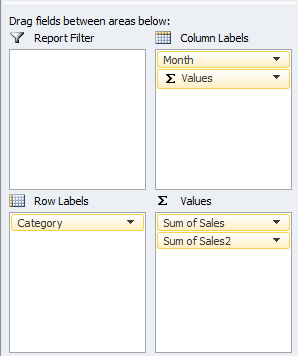 Drag fields between areas below:
Report Filter
Column Labels
Month
Σ Values
Row Labels
Σ Values
Category
Sum of Sales
Sum of Sales2